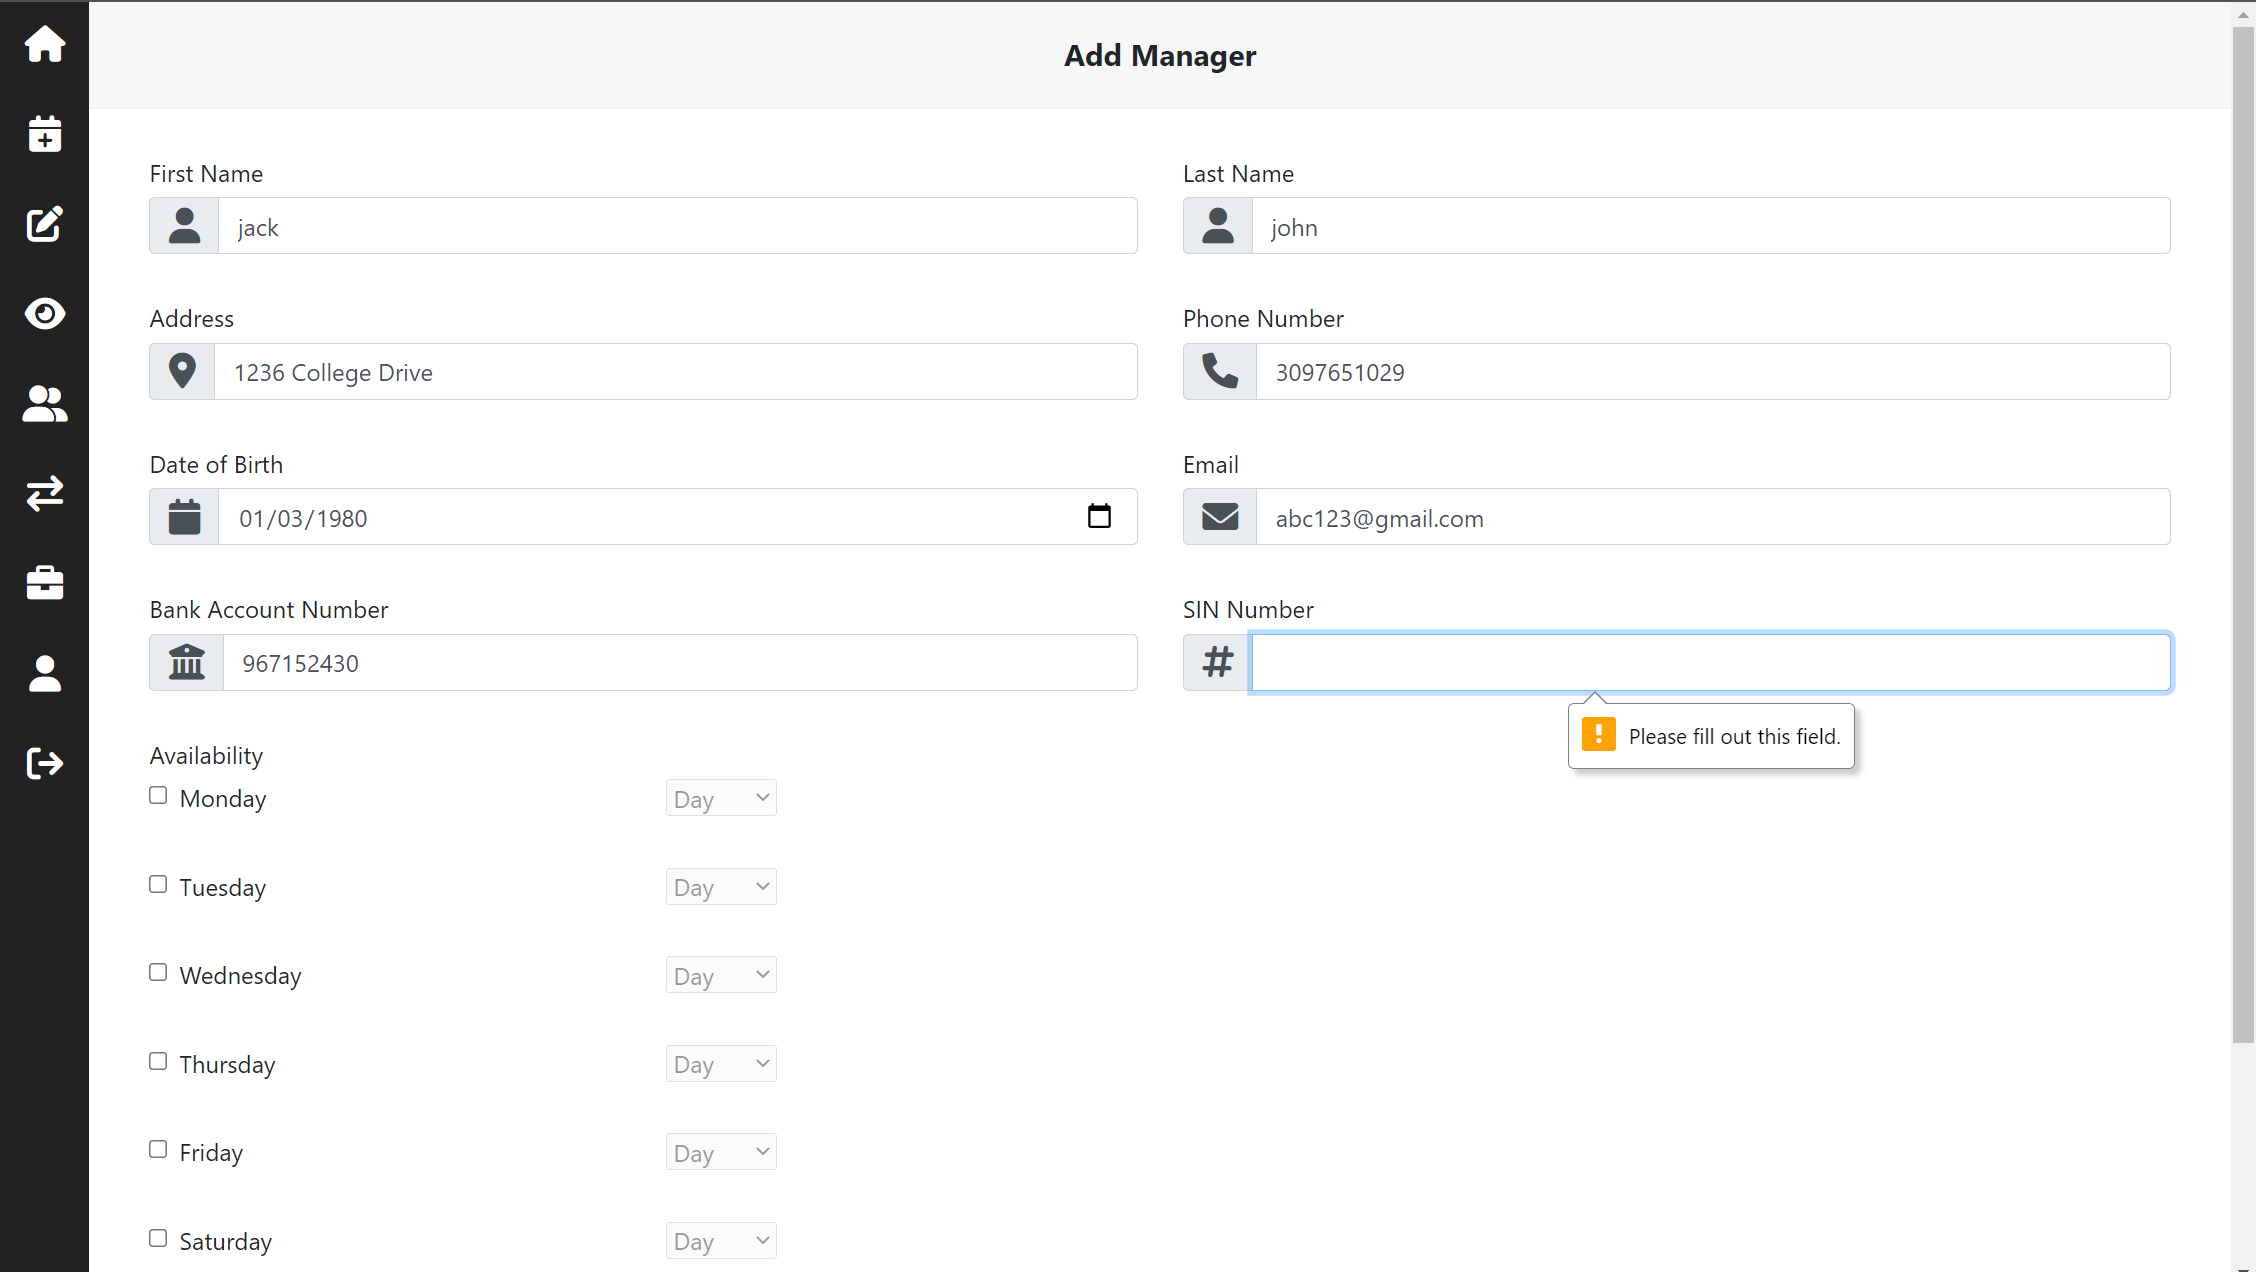 Add Manager
First Name
Last Name
jack
john
Address
Phone Number
1236 College Drive
3097651029
Date of Birth
Email
01/03/1980
abc123@gmail.com
Bank Account Number
SIN Number
967152430
Please fill out this field.
Availability
Monday Day
Tuesday Day
Wednesday Day
Thursday Day
Friday Day
Saturday Day